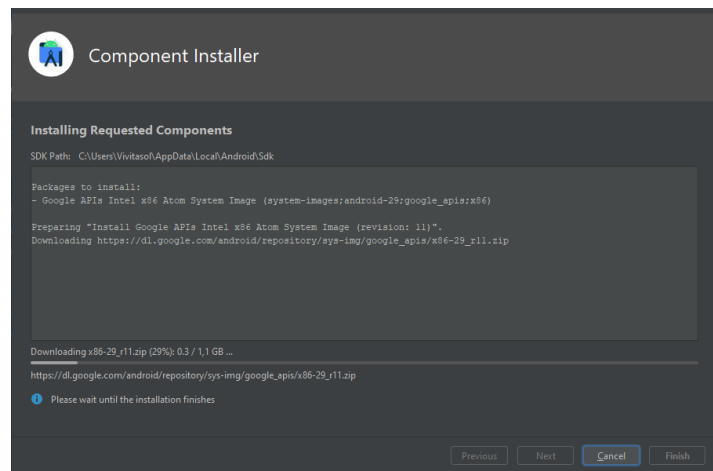 Component Installer
Installing Requested Components
SDK Path: C:\Users\Vivitasol\AppData\Local\Android\Sdk
Packages to install:
- Google APIs Intel x86 Atom System Image (system-images;android-29;google_apis;x86)
Preparing "Install Google APIs Intel x86 Atom System Image (revision: 11)".
Downloading https://dl.google.com/android/repository/sys-img/google_apis/x86-29_r11.zip
Downloading x86-29_r11.zip (29%): 0.3 / 1,1 GB ...
https://dl.google.com/android/repository/sys-img/google_apis/x86-29_r11.zip
Please wait until the installation finishes
Previous Next Cancel Finish